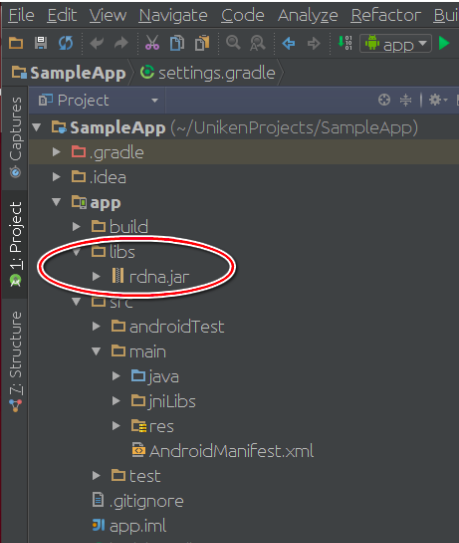 File Edit View Navigate Code Analyze Refactor Bui
app
SampleApp settings.gradle
Project
SampleApp (~/UnikenProjects/SampleApp)
.gradle
.idea
app
build
libs
rdna.jar
src
androidTest
main
java
jniLibs
res
AndroidManifest.xml
test
.gitignore
app.iml
Captures
1: Project
7: Structure